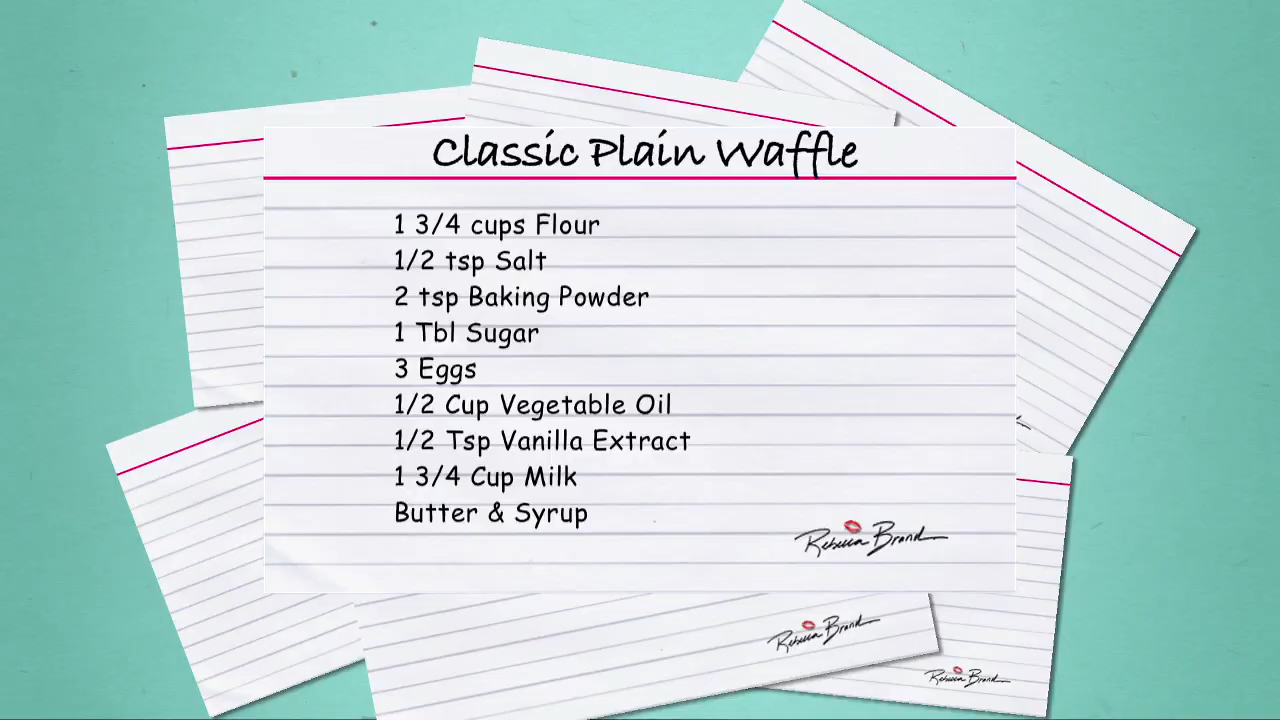 Classic Plain Waffle
1 3/4 cups Flour
1/2 tsp Salt
2 tsp Baking Powder
1 Tbl Sugar
3 Eggs
1/2 Cup Vegetable Oil
1/2 Tsp Vanilla Extract
1 3/4 Cup Milk
Butter & Syrup
Rebecca Brand
Rebecca Brand
Rebecca Brand